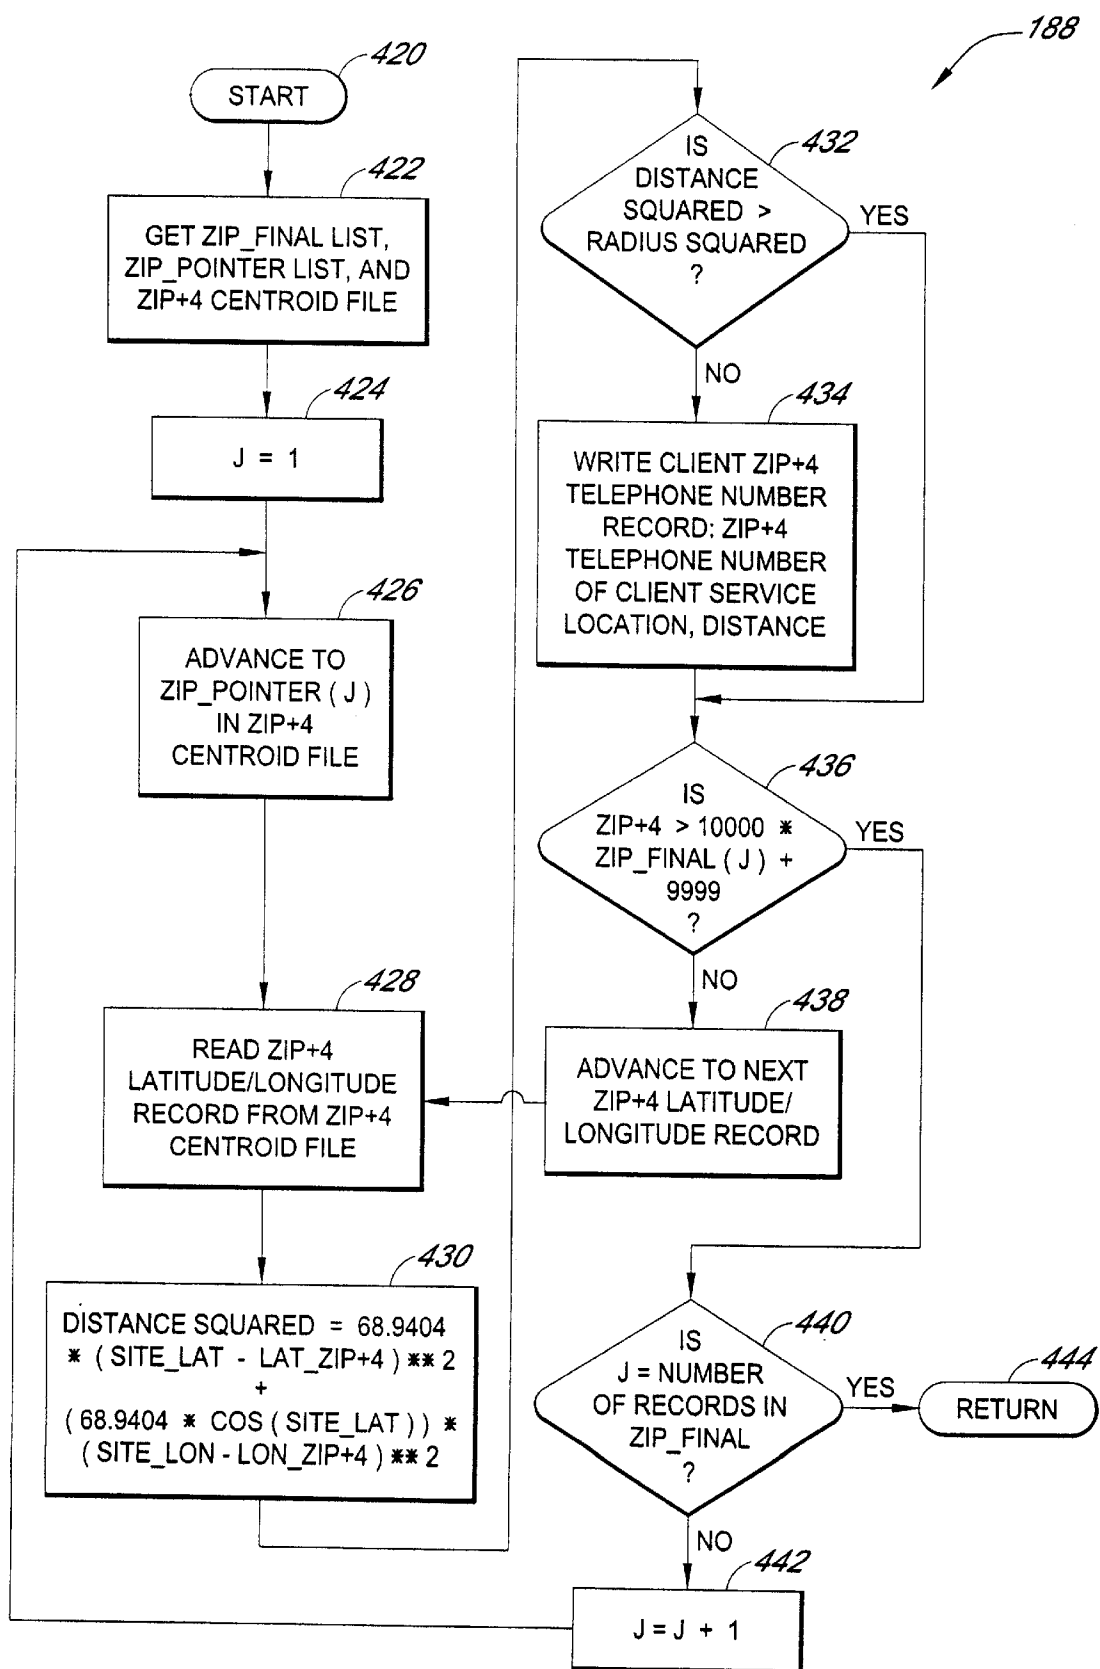 188
420
START
422
GET ZIP_FINAL LIST,
ZIP_POINTER LIST, AND
ZIP+4 CENTROID FILE
424
J = 1
426
ADVANCE TO
ZIP_POINTER ( J )
IN ZIP+4
CENTROID FILE
428
READ ZIP+4
LATITUDE/LONGITUDE
RECORD FROM ZIP+4
CENTROID FILE
430
DISTANCE SQUARED = 68.9404
* ( SITE_LAT - LAT_ZIP+4 ) ** 2
+
( 68.9404 * COS ( SITE_LAT ) ) *
( SITE_LON - LON_ZIP+4 ) ** 2
432
IS
DISTANCE
SQUARED >
RADIUS SQUARED
?
YES
NO
434
WRITE CLIENT ZIP+4
TELEPHONE NUMBER
RECORD: ZIP+4
TELEPHONE NUMBER
OF CLIENT SERVICE
LOCATION, DISTANCE
436
IS
ZIP+4 > 10000 *
ZIP_FINAL ( J ) +
9999
?
YES
NO
438
ADVANCE TO NEXT
ZIP+4 LATITUDE/
LONGITUDE RECORD
440
IS
J = NUMBER
OF RECORDS IN
ZIP_FINAL
?
YES
444
RETURN
NO
442
J = J + 1